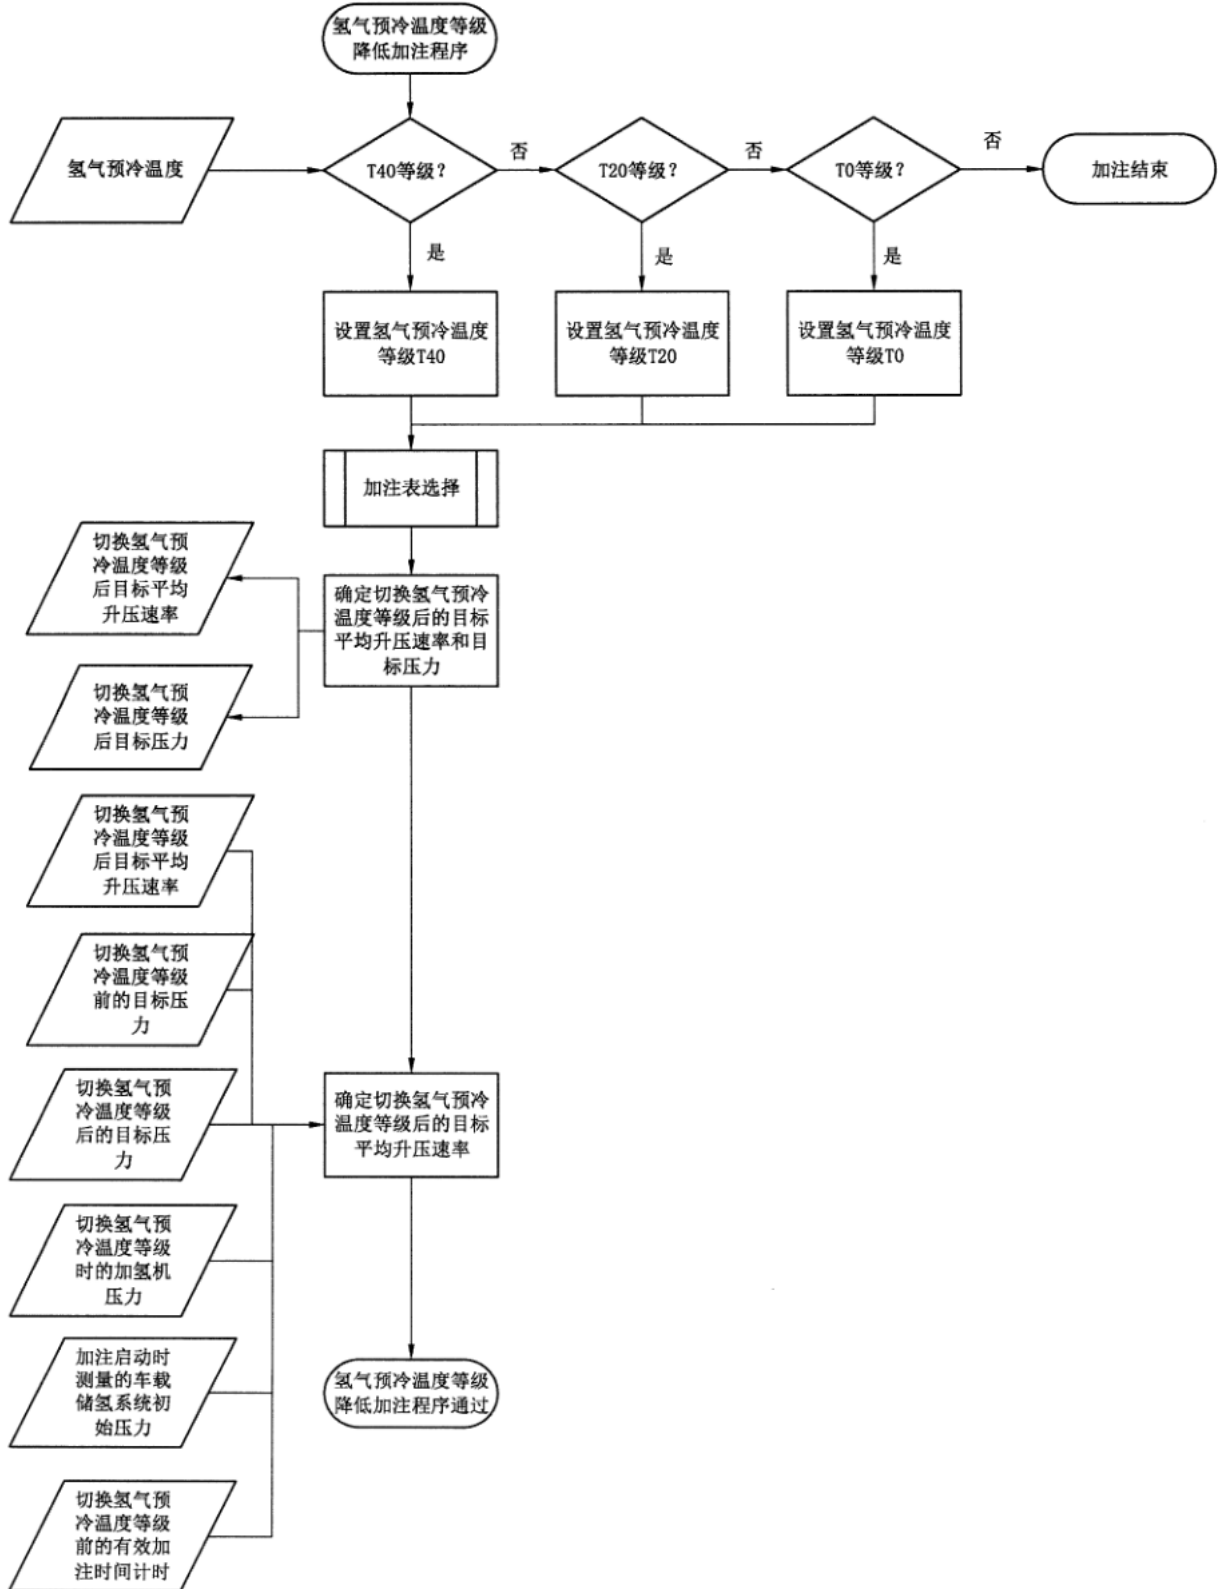 氢气预冷温度等级
降低加注程序
氢气预冷温度
T40等级?
否
T20等级?
否
T0等级?
否
加注结束
是
是
是
设置氢气预冷温度
等级T40
设置氢气预冷温度
等级T20
设置氢气预冷温度
等级T0
加注表选择
切换氢气预
冷温度等级
后目标平均
升压速率
确定切换氢气预冷
温度等级后的目标
平均升压速率和目
标压力
切换氢气预
冷温度等级
后目标压力
切换氢气预
冷温度等级
后目标平均
升压速率
切换氢气预
冷温度等级
前的目标压
力
切换氢气预
冷温度等级
后的目标压
力
确定切换氢气预冷
温度等级后的目标
平均升压速率
切换氢气预
冷温度等级
时的加氢机
压力
加注启动时
测量的车载
储氢系统初
始压力
氢气预冷温度等级
降低加注程序通过
切换氢气预
冷温度等级
前的有效加
注时间计时